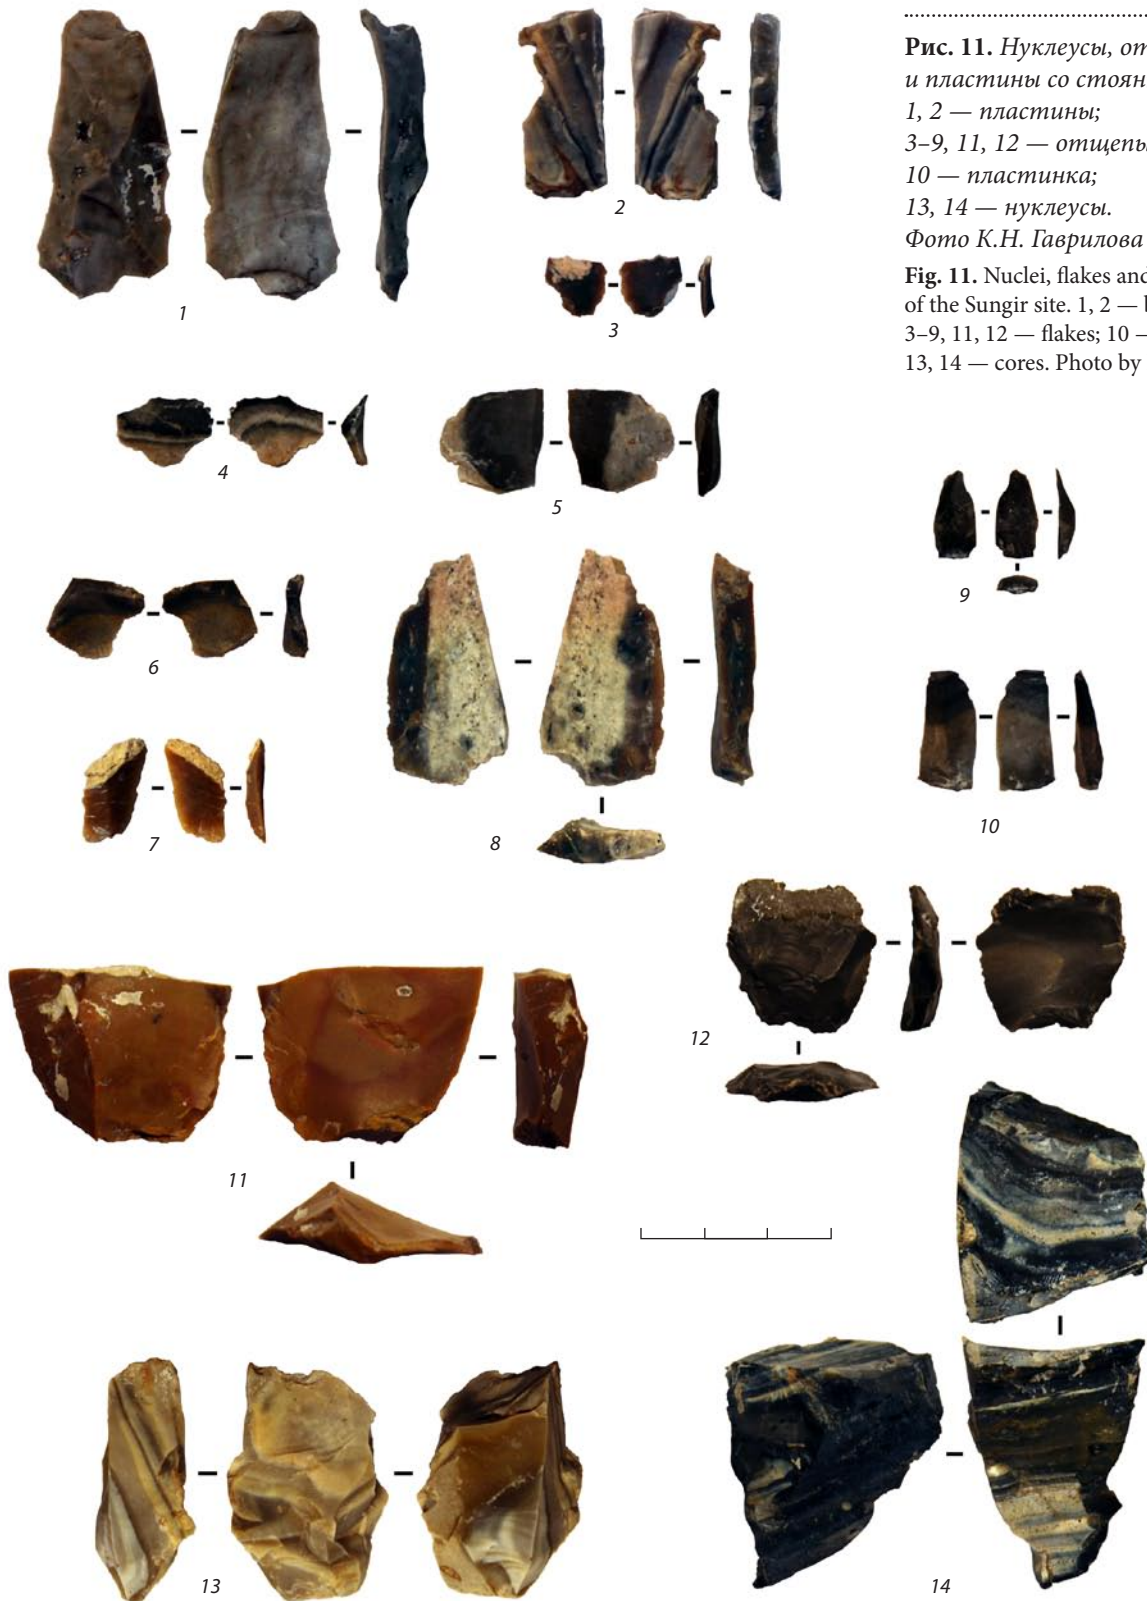 Рис. 11. Нуклеусы,
и пластины со
1, 2 — пластины;
3–9, 11, 12 — отщепы
10 — пластинка;
13, 14 — нуклеусы.
Фото К.Н. Гаврилова
Fig. 11. Nuclei, flakes and
of the Sungir site. 1, 2 —
3–9, 11, 12 — flakes; 10 —
13, 14 — cores. Photo by
1
2
3
4
5
9
6
7
8
10
12
11
13
14